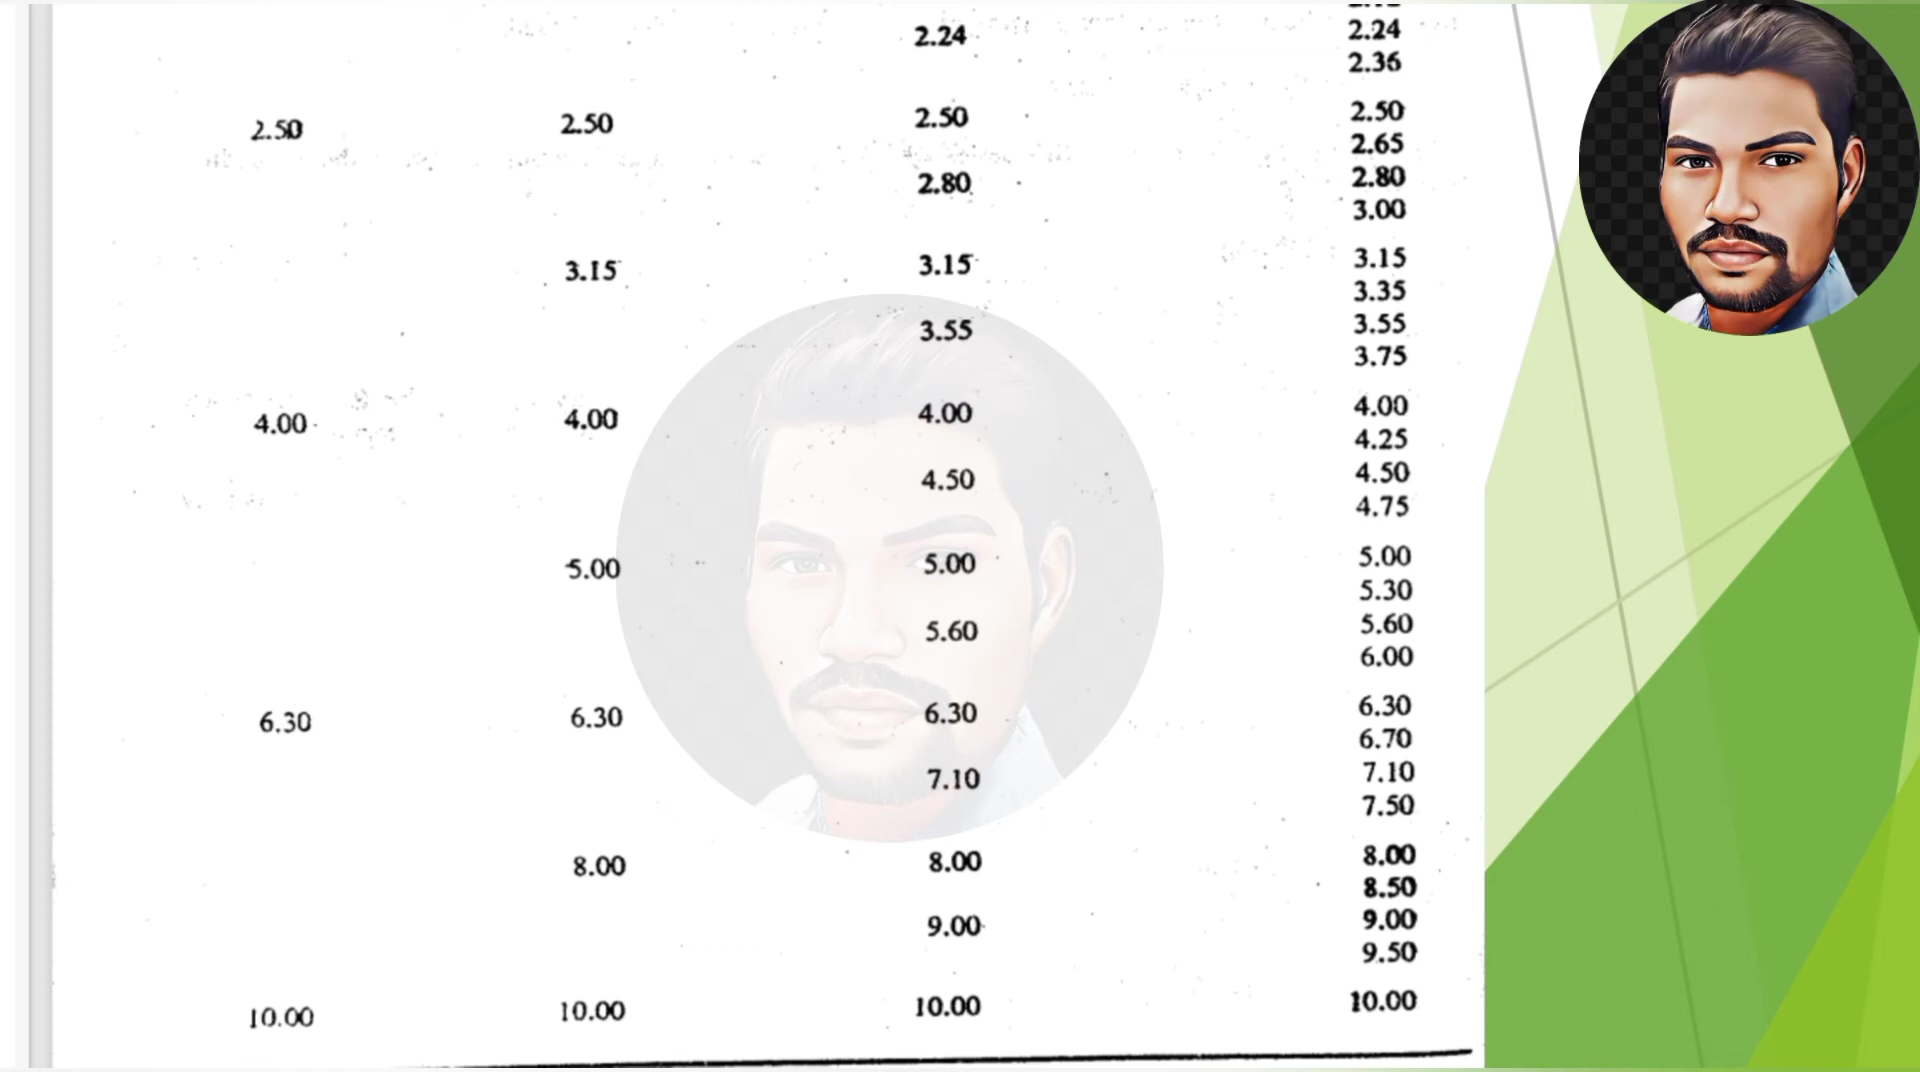 2.24 2.24
2.36
2.50 2.50 2.50 2.50
2.65
2.80 2.80
3.00
3.15 3.15 3.15
3.35
3.55 3.55
3.75
4.00 4.00 4.00 4.00
4.25
4.50 4.50
4.75
5.00 5.00 5.00
5.30
5.60 5.60
6.00
6.30 6.30 6.30 6.30
6.70
7.10 7.10
7.50
8.00 8.00 8.00
8.50
9.00 9.00
9.50
10.00 10.00 10.00 10.00